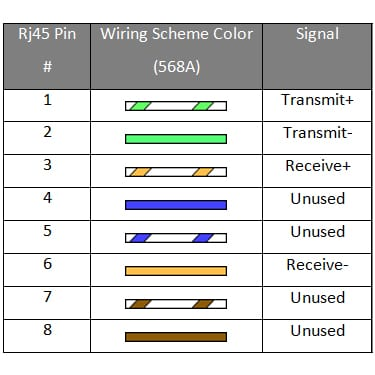 Rj45 Pin Wiring Scheme Color Signal
# (568A)
1 Transmit+
2 Transmit-
3 Receive+
4 Unused
5 Unused
6 Receive-
7 Unused
8 Unused